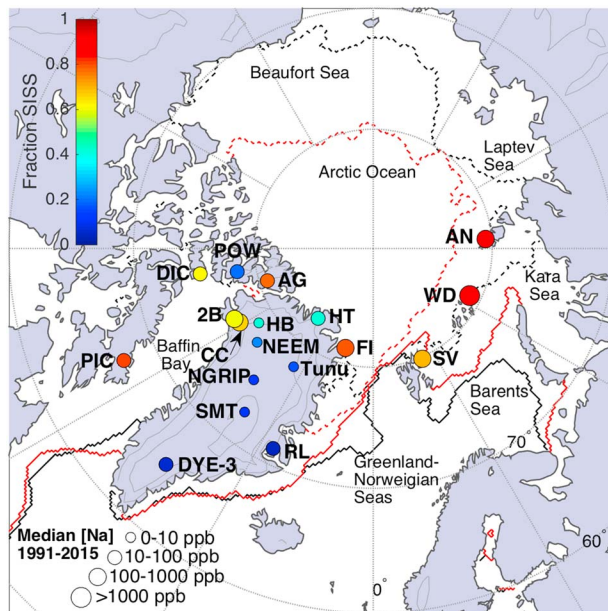 Fraction SISS
1
0.8
0.6
0.4
0.2
0
Beaufort Sea
Laptev
Sea
Arctic Ocean
AN
Kara
Sea
POW
DIC
AG
WD
2B
HB
HT
Baffin
Bay
CC
NEEM
FI
SV
PIC
NGRIP
Tunu
Barents
Sea
SMT
RL
70°
DYE-3
Greenland-
Norweigian
Seas
Median [Na]
1991-2015
0-10 ppb
10-100 ppb
100-1000 ppb
>1000 ppb
0°
60°